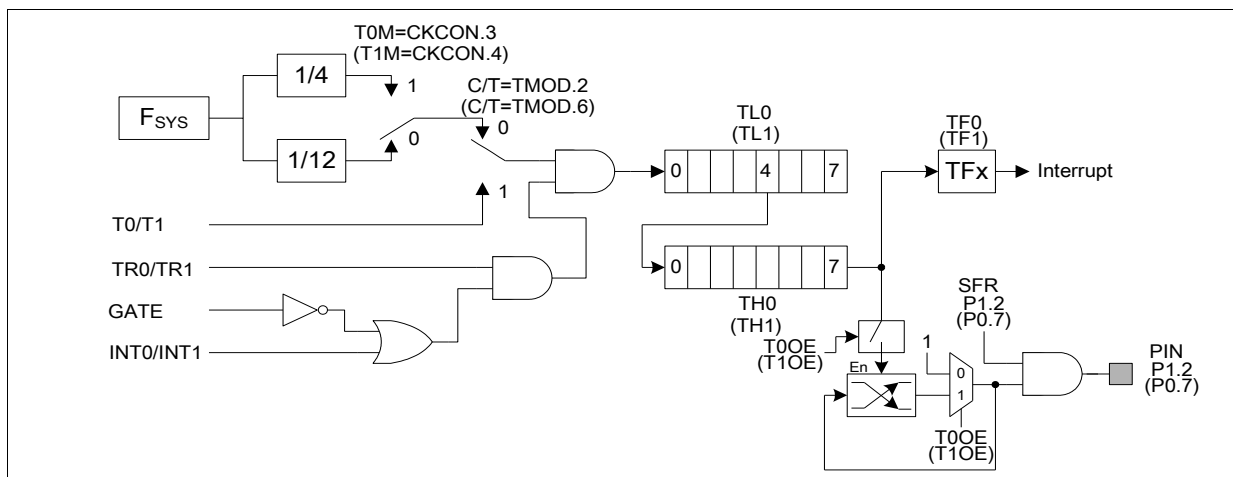 T0M=CKCON.3
(T1M=CKCON.4)
1/4
1
C/T=TMOD.2
(C/T=TMOD.6)
FSYS
0
0
1/12
1
T0/T1
TR0/TR1
GATE
INT0/INT1
TL0
(TL1)
0 4 7
0 7
TH0
(TH1)
TF0
(TF1)
TFx
Interrupt
T0OE
(T1OE)
En
1
0
1
T0OE
(T1OE)
SFR
P1.2
(P0.7)
PIN
P1.2
(P0.7)